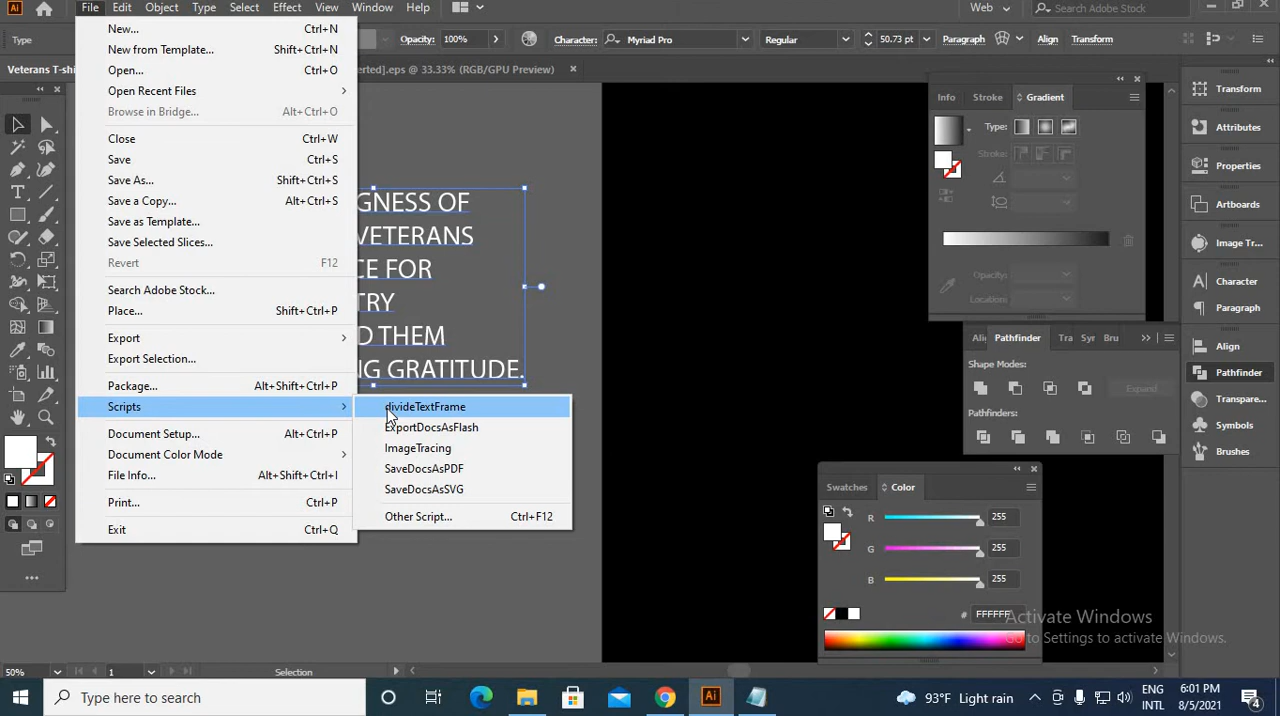 Ai File Edit Object Type Select Effect View Window Help Web Search Adobe Stock
Type Opacity: 100% Character: Myriad Pro Regular 50.73 pt Paragraph Align Transform
Veterans T-shi
erted].eps @ 33.33% (RGB/GPU Preview)
New... Ctrl+N
New from Template... Shift+Ctrl+N
Open... Ctrl+O
Open Recent Files
Browse in Bridge... Alt+Ctrl+O
Close Ctrl+W
Save Ctrl+S
Save As... Shift+Ctrl+S
Save a Copy... Alt+Ctrl+S
Save as Template...
Save Selected Slices...
Revert F12
Search Adobe Stock...
Place... Shift+Ctrl+P
Export
Export Selection...
Package... Alt+Shift+Ctrl+P
Scripts
Document Setup... Alt+Ctrl+P
Document Color Mode
File Info... Alt+Shift+Ctrl+I
Print... Ctrl+P
Exit Ctrl+Q
divideTextFrame
ExportDocsAsFlash
ImageTracing
SaveDocsAsPDF
SaveDocsAsSVG
Other Script... Ctrl+F12
GNESS OF
VETERANS
CE FOR
TRY
D THEM
NG GRATITUDE.
Info Stroke Gradient
Type:
Stroke:
Opacity:
Location:
Pathfinder Tra Syr Bru
Shape Modes:
Expand
Pathfinders:
Swatches Color
R 255
G 255
B 255
# FFFFFF
Transform
Attributes
Properties
Artboards
Image Tr...
Character
Paragraph
Align
Pathfinder
Transpare...
Symbols
Brushes
Activate Windows
Go to Settings to activate Windows.
50% 1 Selection
Type here to search
Ai
93°F Light rain
ENG
INTL
6:01 PM
8/5/2021
4